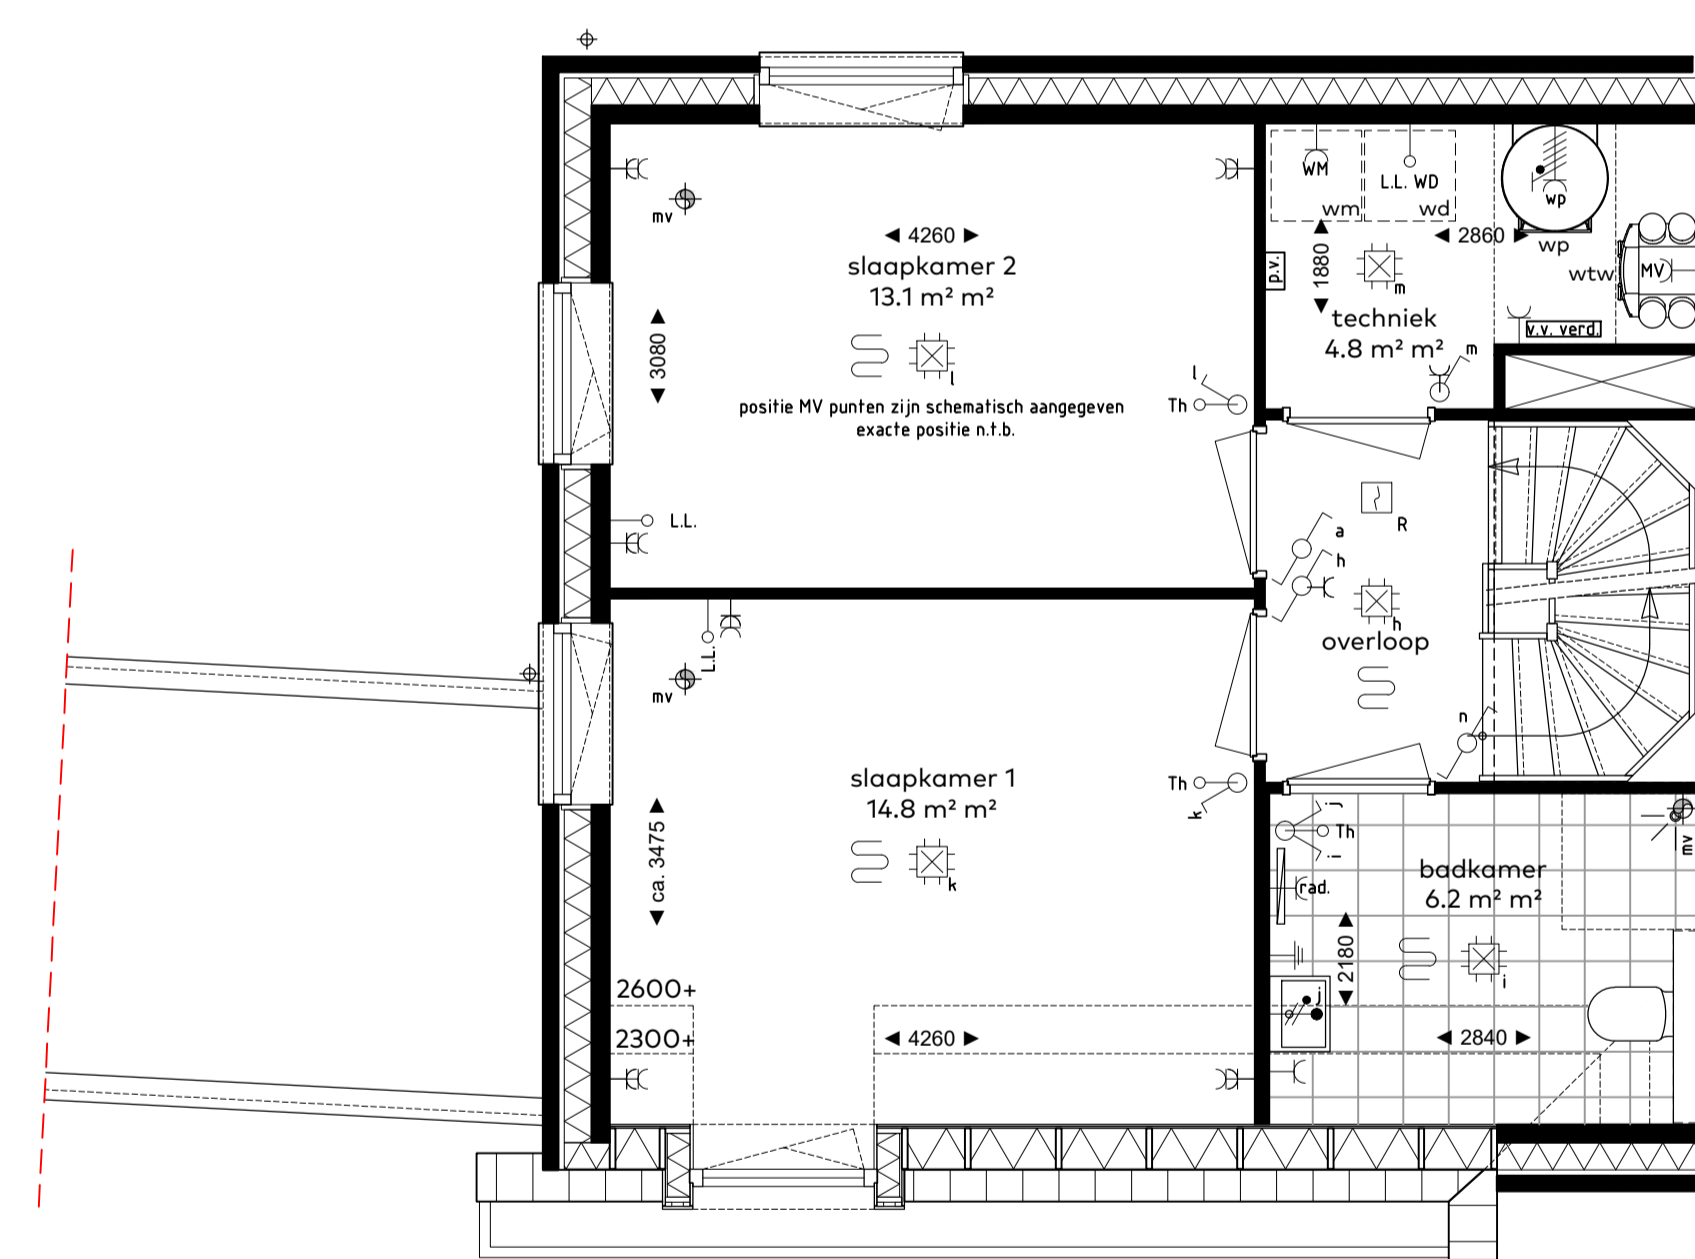 mv
◄ 4260 ►
slaapkamer 2
13.1 m² m²
◄ 3080 ►
l
positie MV punten zijn schematisch aangegeven
exacte positie n.t.b.
l
Th
L.L.
WM
wm
L.L. WD
wd
wp
wp
◄ 2860 ►
◄ 1880 ►
p.v.
m
wtw
MV
techniek
4.8 m² m²
v.v. verd.
m
R
a
h
h
overloop
n
L.L.
mv
slaapkamer 1
14.8 m² m²
◄ ca. 3475 ►
k
Th
k
2600+
2300+
◄ 4260 ►
j
Th
i
rad.
mv
badkamer
6.2 m² m²
◄ 2180 ►
i
j
◄ 2840 ►